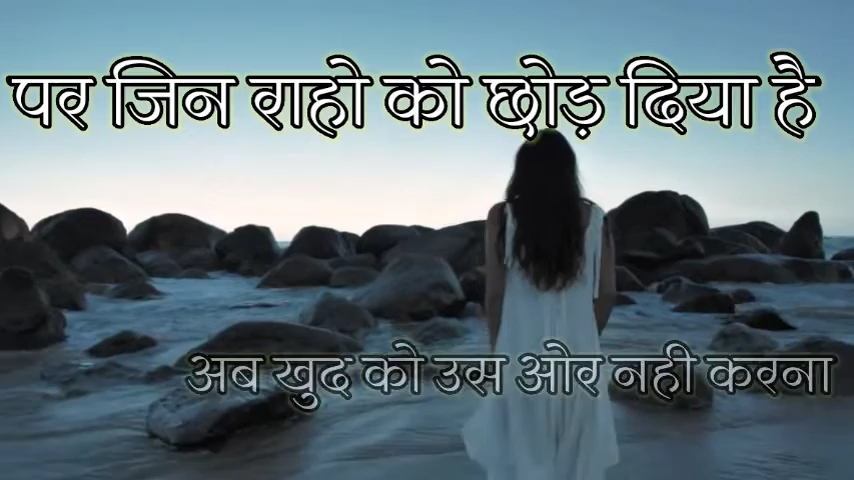 पर जिन राहो को छोड़ दिया है
अब खुद को उस ओर नही करना